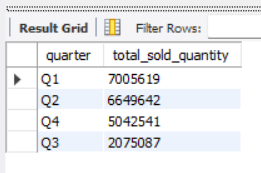 Result Grid Filter Rows:
quarter total_sold_quantity
Q1 7005619
Q2 6649642
Q4 5042541
Q3 2075087